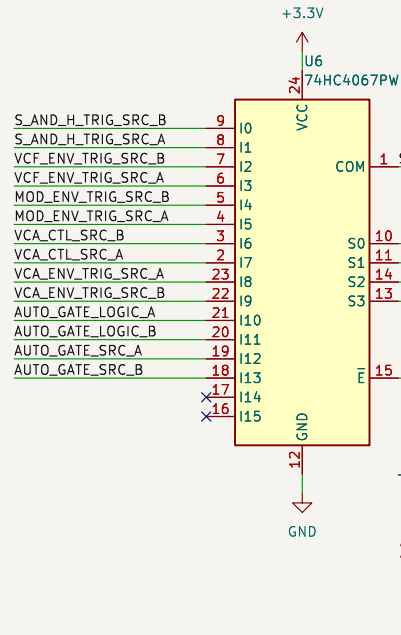 +3.3V
U6
74HC4067PW
24
VCC
S_AND_H_TRIG_SRC_B 9 I0
S_AND_H_TRIG_SRC_A 8 I1
VCF_ENV_TRIG_SRC_B 7 I2 COM 1
VCF_ENV_TRIG_SRC_A 6 I3
MOD_ENV_TRIG_SRC_B 5 I4
MOD_ENV_TRIG_SRC_A 4 I5
VCA_CTL_SRC_B 3 I6 S0 10
VCA_CTL_SRC_A 2 I7 S1 11
VCA_ENV_TRIG_SRC_A 23 I8 S2 14
VCA_ENV_TRIG_SRC_B 22 I9 S3 13
AUTO_GATE_LOGIC_A 21 I10
AUTO_GATE_LOGIC_B 20 I11
AUTO_GATE_SRC_A 19 I12
AUTO_GATE_SRC_B 18 I13 E̅ 15
17 I14
16 I15
GND
12
GND